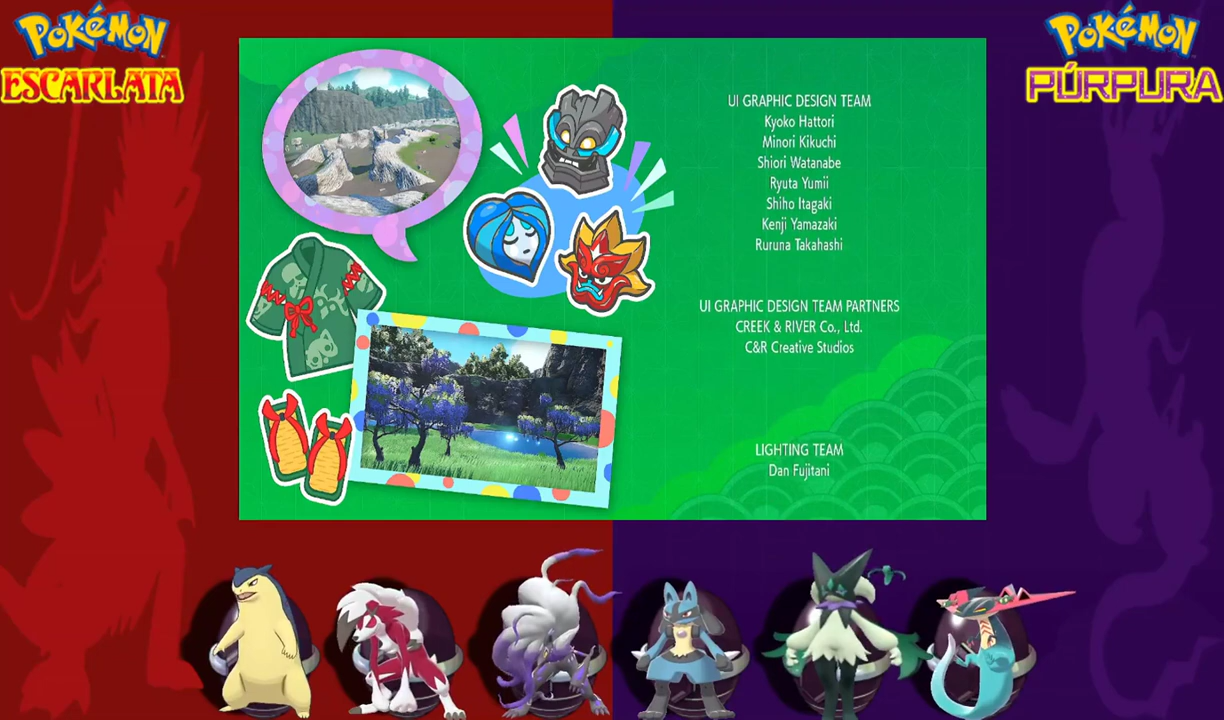 POKéMON
ESCARLATA
POKéMON
PÚRPURA
UI GRAPHIC DESIGN TEAM
Kyoko Hattori
Minori Kikuchi
Shiori Watanabe
Ryuta Yumii
Shiho Itagaki
Kenji Yamazaki
Ruruna Takahashi
UI GRAPHIC DESIGN TEAM PARTNERS
CREEK & RIVER Co., Ltd.
C&R Creative Studios
LIGHTING TEAM
Dan Fujitani